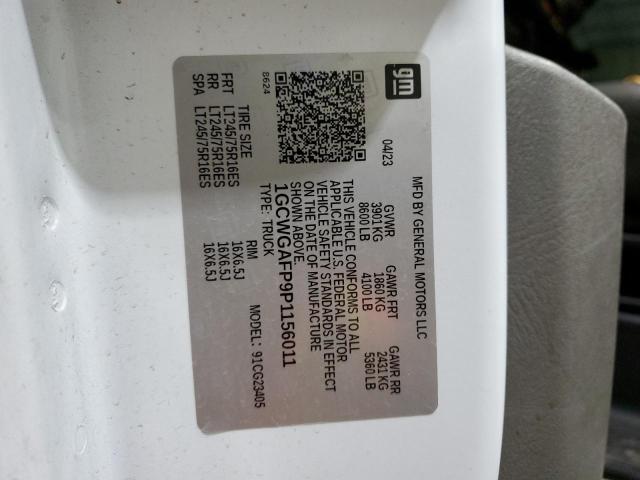 gm
MFD BY GENERAL MOTORS LLC
04/23
GVWR GAWR FRT GAWR RR
3901 KG 1860 KG 2431 KG
8600 LB 4100 LB 5360 LB
THIS VEHICLE CONFORMS TO ALL
APPLICABLE U.S. FEDERAL MOTOR
VEHICLE SAFETY STANDARDS IN EFFECT
ON THE DATE OF MANUFACTURE
SHOWN ABOVE.
1GCWGAFP9P1156011
TYPE: TRUCK MODEL: 91CG23405
8624
TIRE SIZE RIM
FRT LT245/75R16ES 16X6.5J
RR LT245/75R16ES 16X6.5J
SPA LT245/75R16ES 16X6.5J